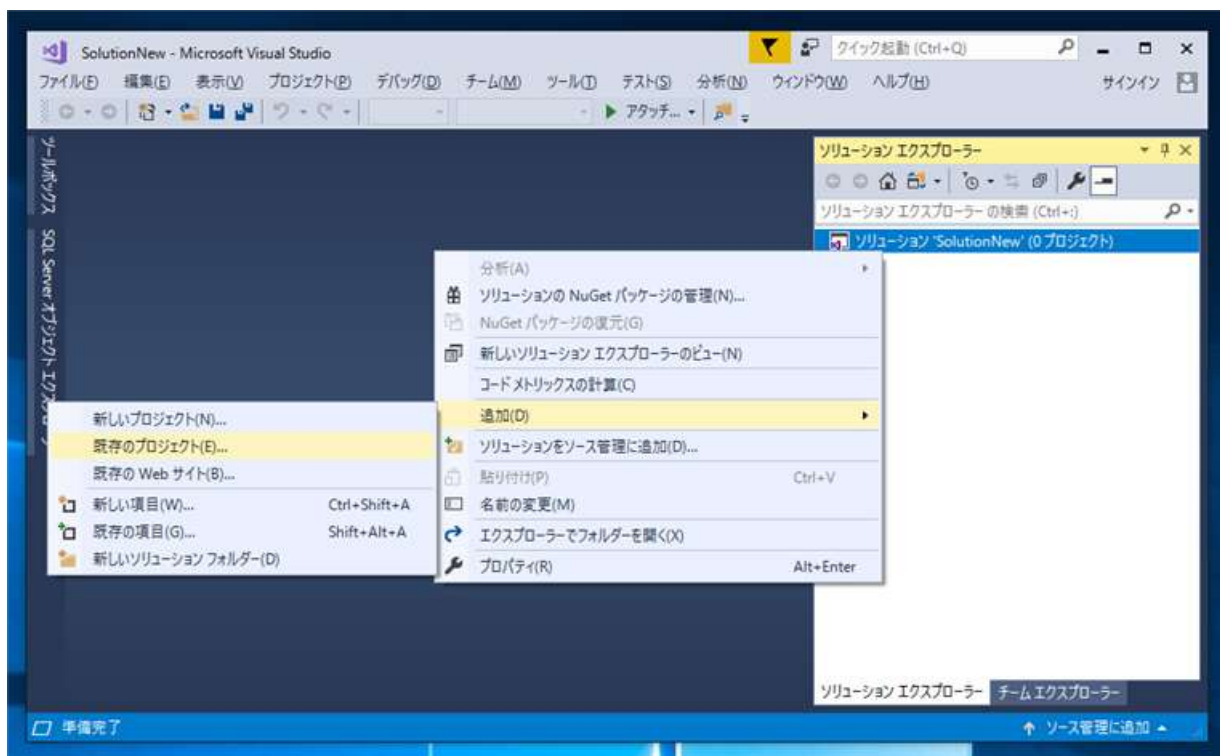 SolutionNew - Microsoft Visual Studio
クイック起動 (Ctrl+Q)
ファイル(F) 編集(E) 表示(V) プロジェクト(P) デバッグ(D) チーム(M) ツール(T) テスト(S) 分析(N) ウィンドウ(W) ヘルプ(H) サインイン
アタッチ...
ツールボックス
SQL Server オブジェクト エクスプロ
ソリューション エクスプローラー
ソリューション エクスプローラー の検索 (Ctrl+:)
ソリューション 'SolutionNew' (0 プロジェクト)
分析(A)
ソリューションの NuGet パッケージの管理(N)...
NuGet パッケージの復元(G)
新しいソリューション エクスプローラーのビュー(N)
コード メトリックスの計算(C)
追加(D)
ソリューションをソース管理に追加(D)...
貼り付け(P) Ctrl+V
名前の変更(M)
エクスプローラーでフォルダーを開く(X)
プロパティ(R) Alt+Enter
新しいプロジェクト(N)...
既存のプロジェクト(E)...
既存の Web サイト(B)...
新しい項目(W)... Ctrl+Shift+A
既存の項目(G)... Shift+Alt+A
新しいソリューション フォルダー(D)
ソリューション エクスプローラー チーム エクスプローラー
準備完了
ソース管理に追加